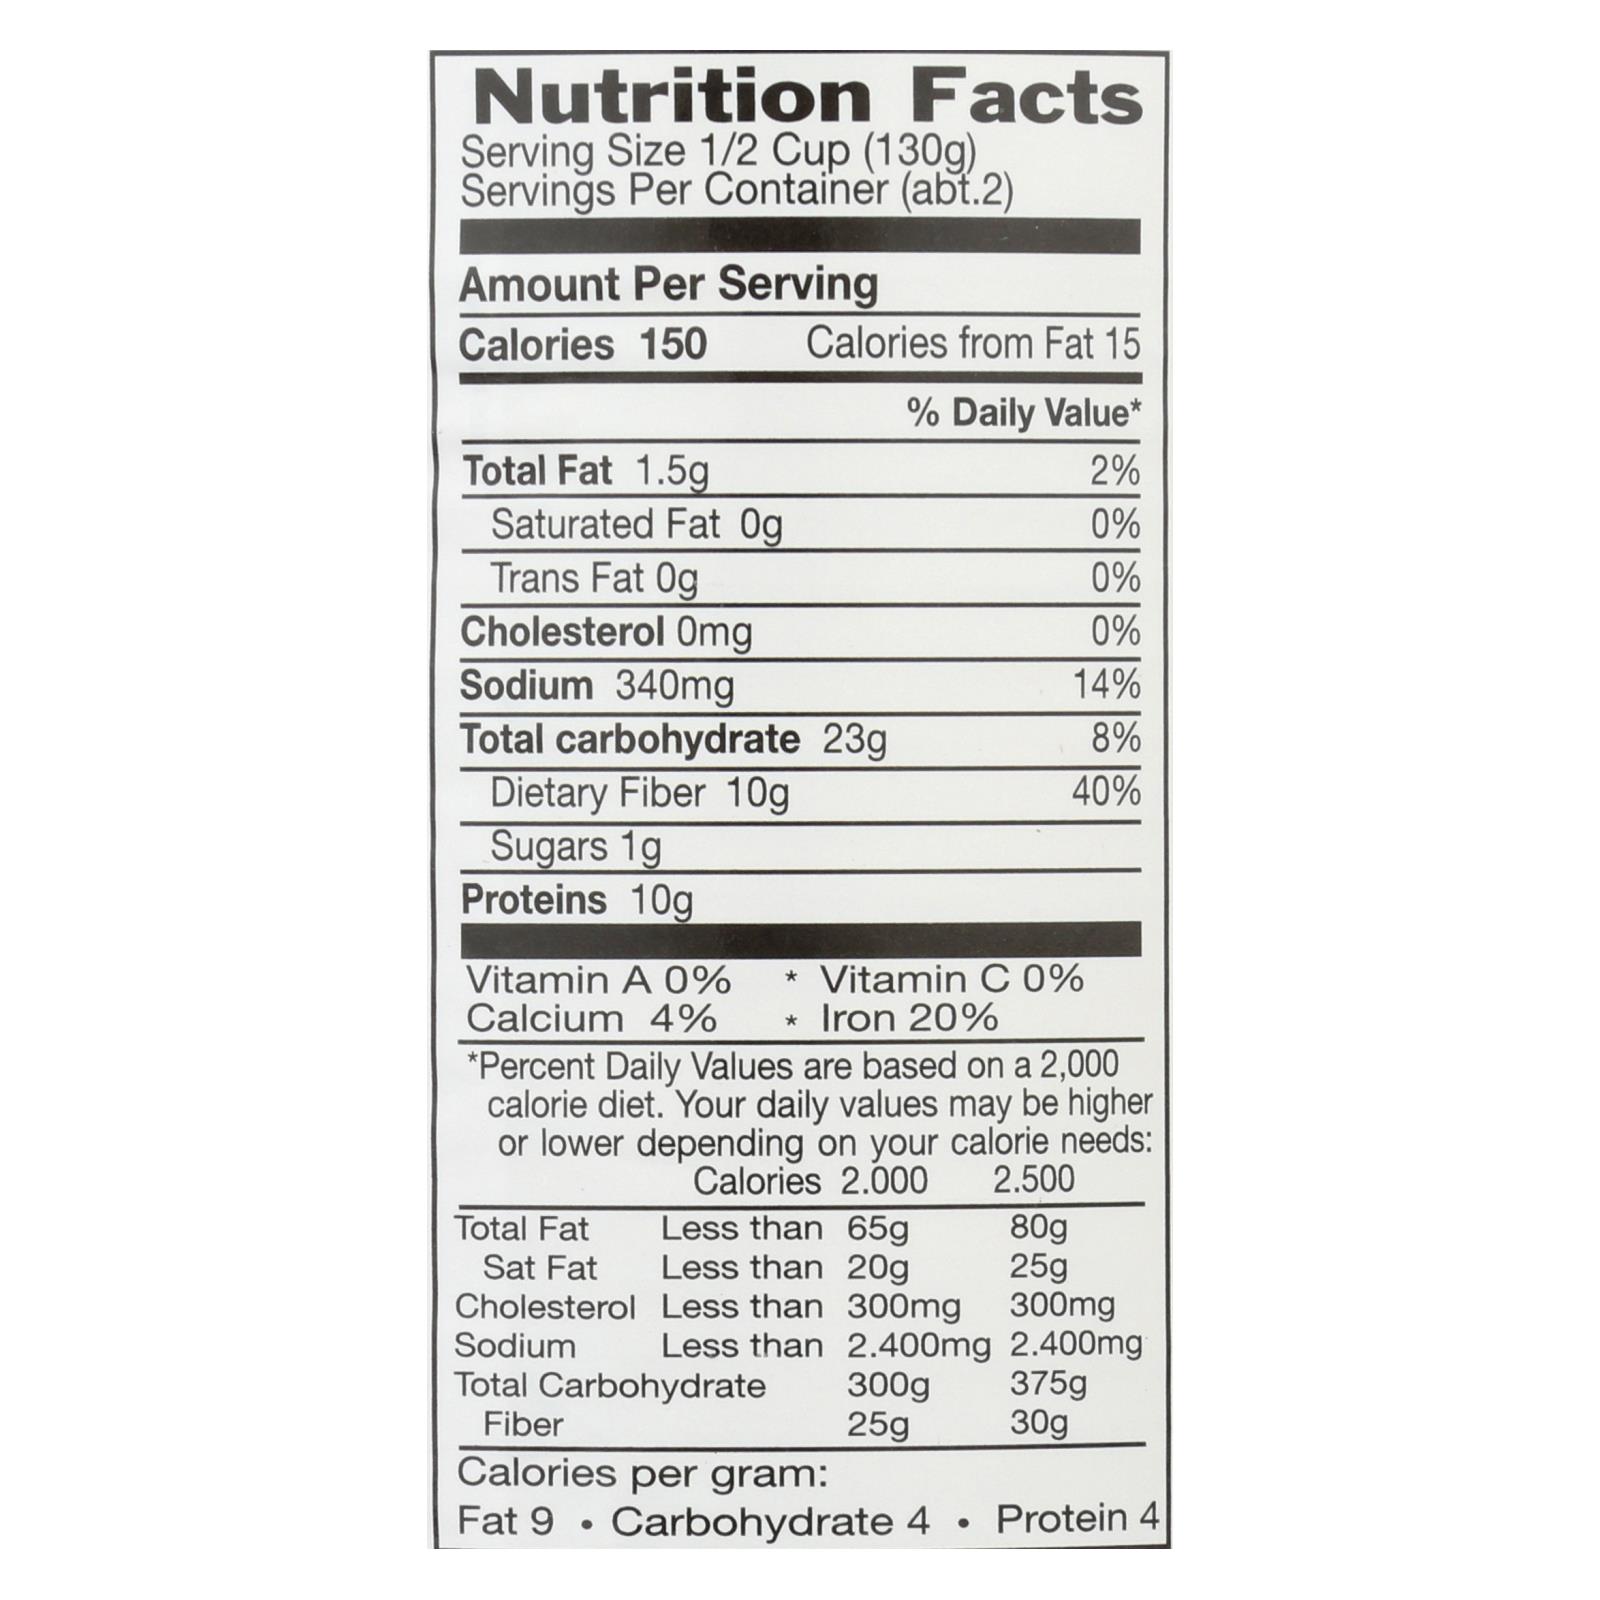 Nutrition Facts
Serving Size 1/2 Cup (130g)
Servings Per Container (abt.2)
Amount Per Serving
Calories 150 Calories from Fat 15
% Daily Value*
Total Fat 1.5g 2%
Saturated Fat 0g 0%
Trans Fat 0g 0%
Cholesterol 0mg 0%
Sodium 340mg 14%
Total carbohydrate 23g 8%
Dietary Fiber 10g 40%
Sugars 1g
Proteins 10g
Vitamin A 0% * Vitamin C 0%
Calcium 4% * Iron 20%
*Percent Daily Values are based on a 2,000
calorie diet. Your daily values may be higher
or lower depending on your calorie needs:
Calories 2.000 2.500
Total Fat Less than 65g 80g
Sat Fat Less than 20g 25g
Cholesterol Less than 300mg 300mg
Sodium Less than 2.400mg 2.400mg
Total Carbohydrate 300g 375g
Fiber 25g 30g
Calories per gram:
Fat 9 • Carbohydrate 4 • Protein 4